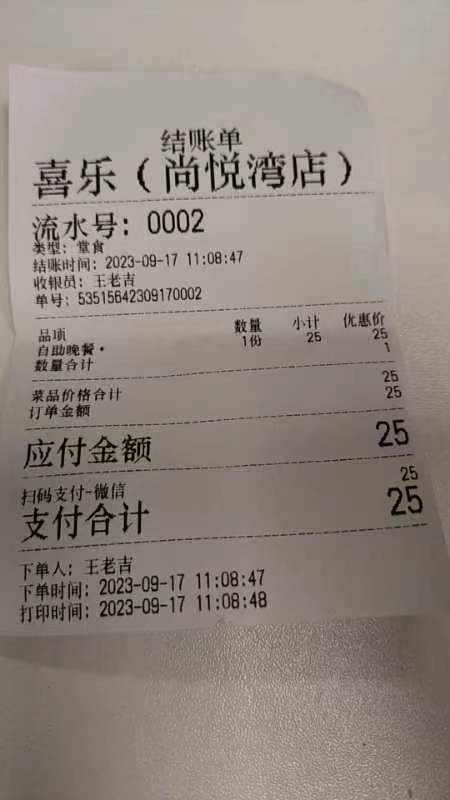 结账单
喜乐（尚悦湾店）
流水号：0002
类型：堂食
结账时间：2023-09-17 11:08:47
收银员：王老吉
单号：53515642309170002
品项 数量 小计 优惠价
自助晚餐· 1份 25 25
数量合计 1
菜品价格合计 25
订单金额 25
应付金额 25
扫码支付-微信 25
支付合计 25
下单人：王老吉
下单时间：2023-09-17 11:08:47
打印时间：2023-09-17 11:08:48